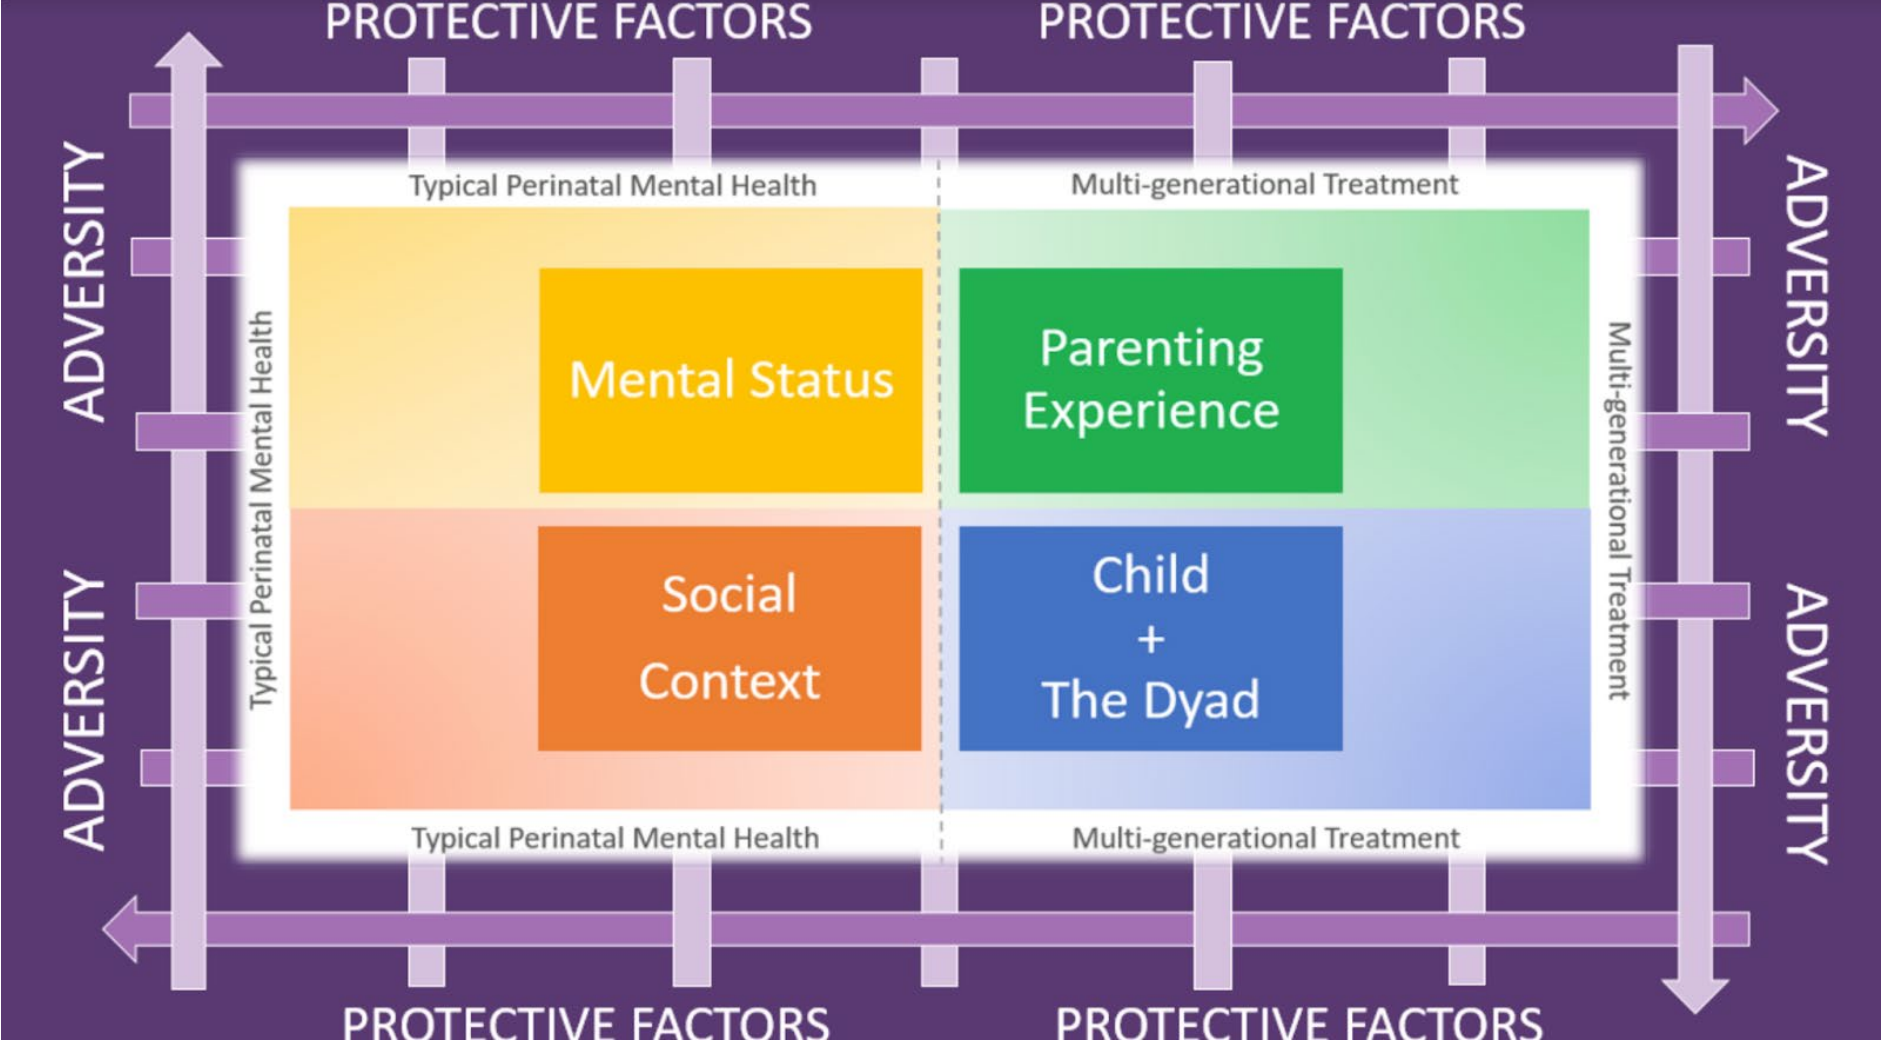 PROTECTIVE FACTORS
PROTECTIVE FACTORS
ADVERSITY
ADVERSITY
Typical Perinatal Mental Health
Multi-generational Treatment
Typical Perinatal Mental Health
Mental Status
Parenting
Experience
Multi-generational Treatment
Social
Context
Child
+
The Dyad
ADVERSITY
ADVERSITY
Typical Perinatal Mental Health
Multi-generational Treatment
PROTECTIVE FACTORS
PROTECTIVE FACTORS